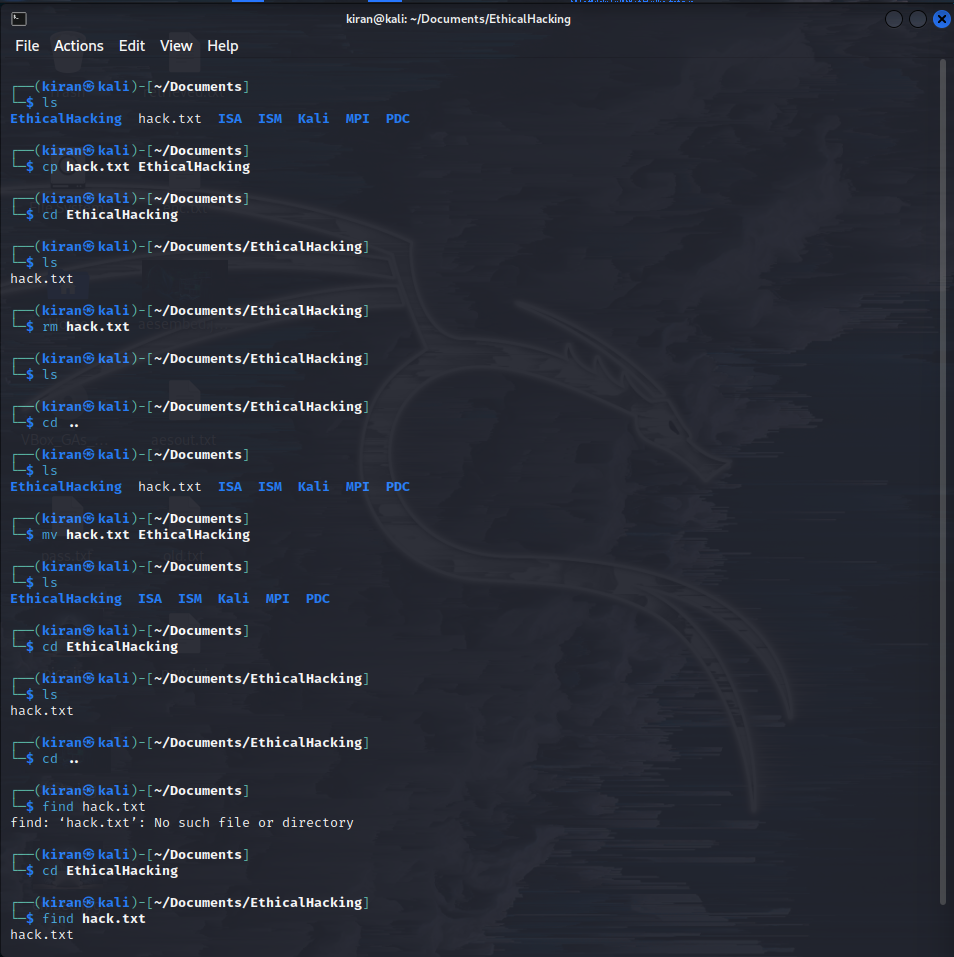 kiran@kali: ~/Documents/EthicalHacking
File Actions Edit View Help
┌──(kiran㉿kali)-[~/Documents]
└─$ ls
EthicalHacking hack.txt ISA ISM Kali MPI PDC
┌──(kiran㉿kali)-[~/Documents]
└─$ cp hack.txt EthicalHacking
┌──(kiran㉿kali)-[~/Documents]
└─$ cd EthicalHacking
┌──(kiran㉿kali)-[~/Documents/EthicalHacking]
└─$ ls
hack.txt
┌──(kiran㉿kali)-[~/Documents/EthicalHacking]
└─$ rm hack.txt
┌──(kiran㉿kali)-[~/Documents/EthicalHacking]
└─$ ls
┌──(kiran㉿kali)-[~/Documents/EthicalHacking]
└─$ cd ..
┌──(kiran㉿kali)-[~/Documents]
└─$ ls
EthicalHacking hack.txt ISA ISM Kali MPI PDC
┌──(kiran㉿kali)-[~/Documents]
└─$ mv hack.txt EthicalHacking
┌──(kiran㉿kali)-[~/Documents]
└─$ ls
EthicalHacking ISA ISM Kali MPI PDC
┌──(kiran㉿kali)-[~/Documents]
└─$ cd EthicalHacking
┌──(kiran㉿kali)-[~/Documents/EthicalHacking]
└─$ ls
hack.txt
┌──(kiran㉿kali)-[~/Documents/EthicalHacking]
└─$ cd ..
┌──(kiran㉿kali)-[~/Documents]
└─$ find hack.txt
find: ‘hack.txt’: No such file or directory
┌──(kiran㉿kali)-[~/Documents]
└─$ cd EthicalHacking
┌──(kiran㉿kali)-[~/Documents/EthicalHacking]
└─$ find hack.txt
hack.txt